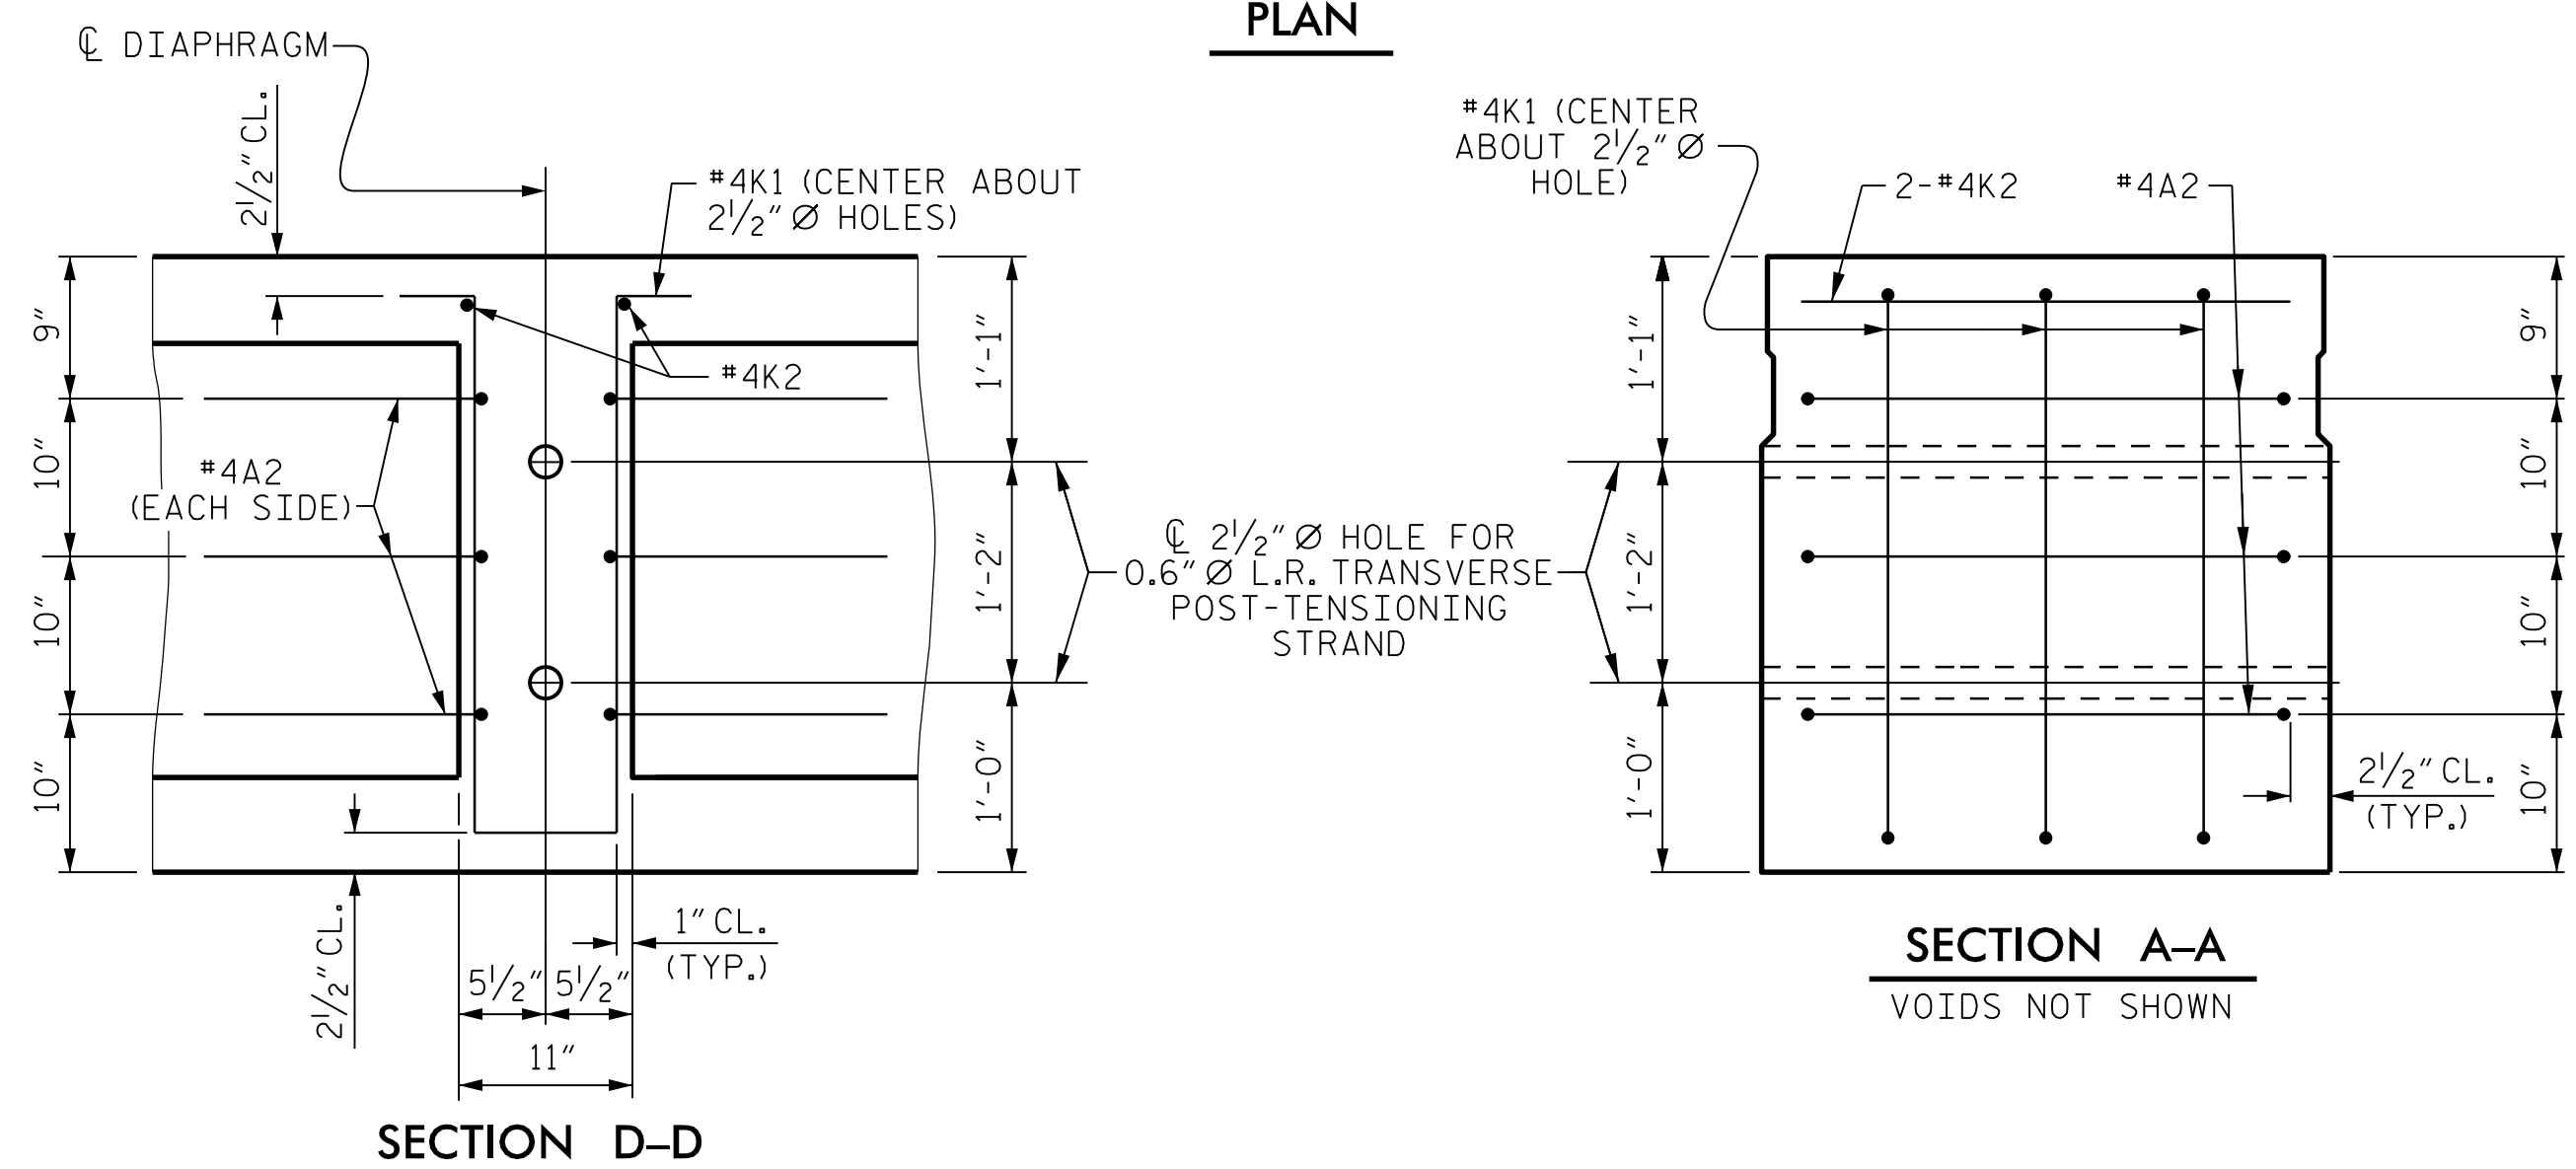 PLAN
℄ DIAPHRAGM
2½" CL.
#4K1 (CENTER ABOUT
2½" Ø HOLES)
#4K2
9"
10"
10"
10"
#4A2
(EACH SIDE)
1'-1"
1'-2"
1'-0"
2½" CL.
1" CL.
(TYP.)
5½"
5½"
11"
SECTION D–D
℄ 2½" Ø HOLE FOR
0.6" Ø L.R. TRANSVERSE
POST-TENSIONING
STRAND
#4K1 (CENTER
ABOUT 2½" Ø
HOLE)
2-#4K2
#4A2
1'-1"
1'-2"
1'-0"
9"
10"
10"
10"
2½" CL.
(TYP.)
SECTION A–A
VOIDS NOT SHOWN